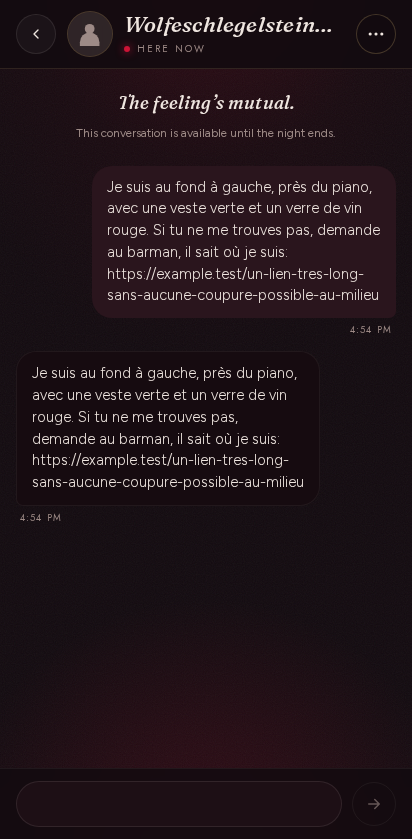 Wolfeschlegelstein...
HERE NOW
The feeling's mutual.
This conversation is available until the night ends.
Je suis au fond à gauche, près du piano,
avec une veste verte et un verre de vin
rouge. Si tu ne me trouves pas, demande
au barman, il sait où je suis:
https://example.test/un-lien-tres-long-
sans-aucune-coupure-possible-au-milieu
4:54 PM
Je suis au fond à gauche, près du piano,
avec une veste verte et un verre de vin
rouge. Si tu ne me trouves pas,
demande au barman, il sait où je suis:
https://example.test/un-lien-tres-long-
sans-aucune-coupure-possible-au-milieu
4:54 PM